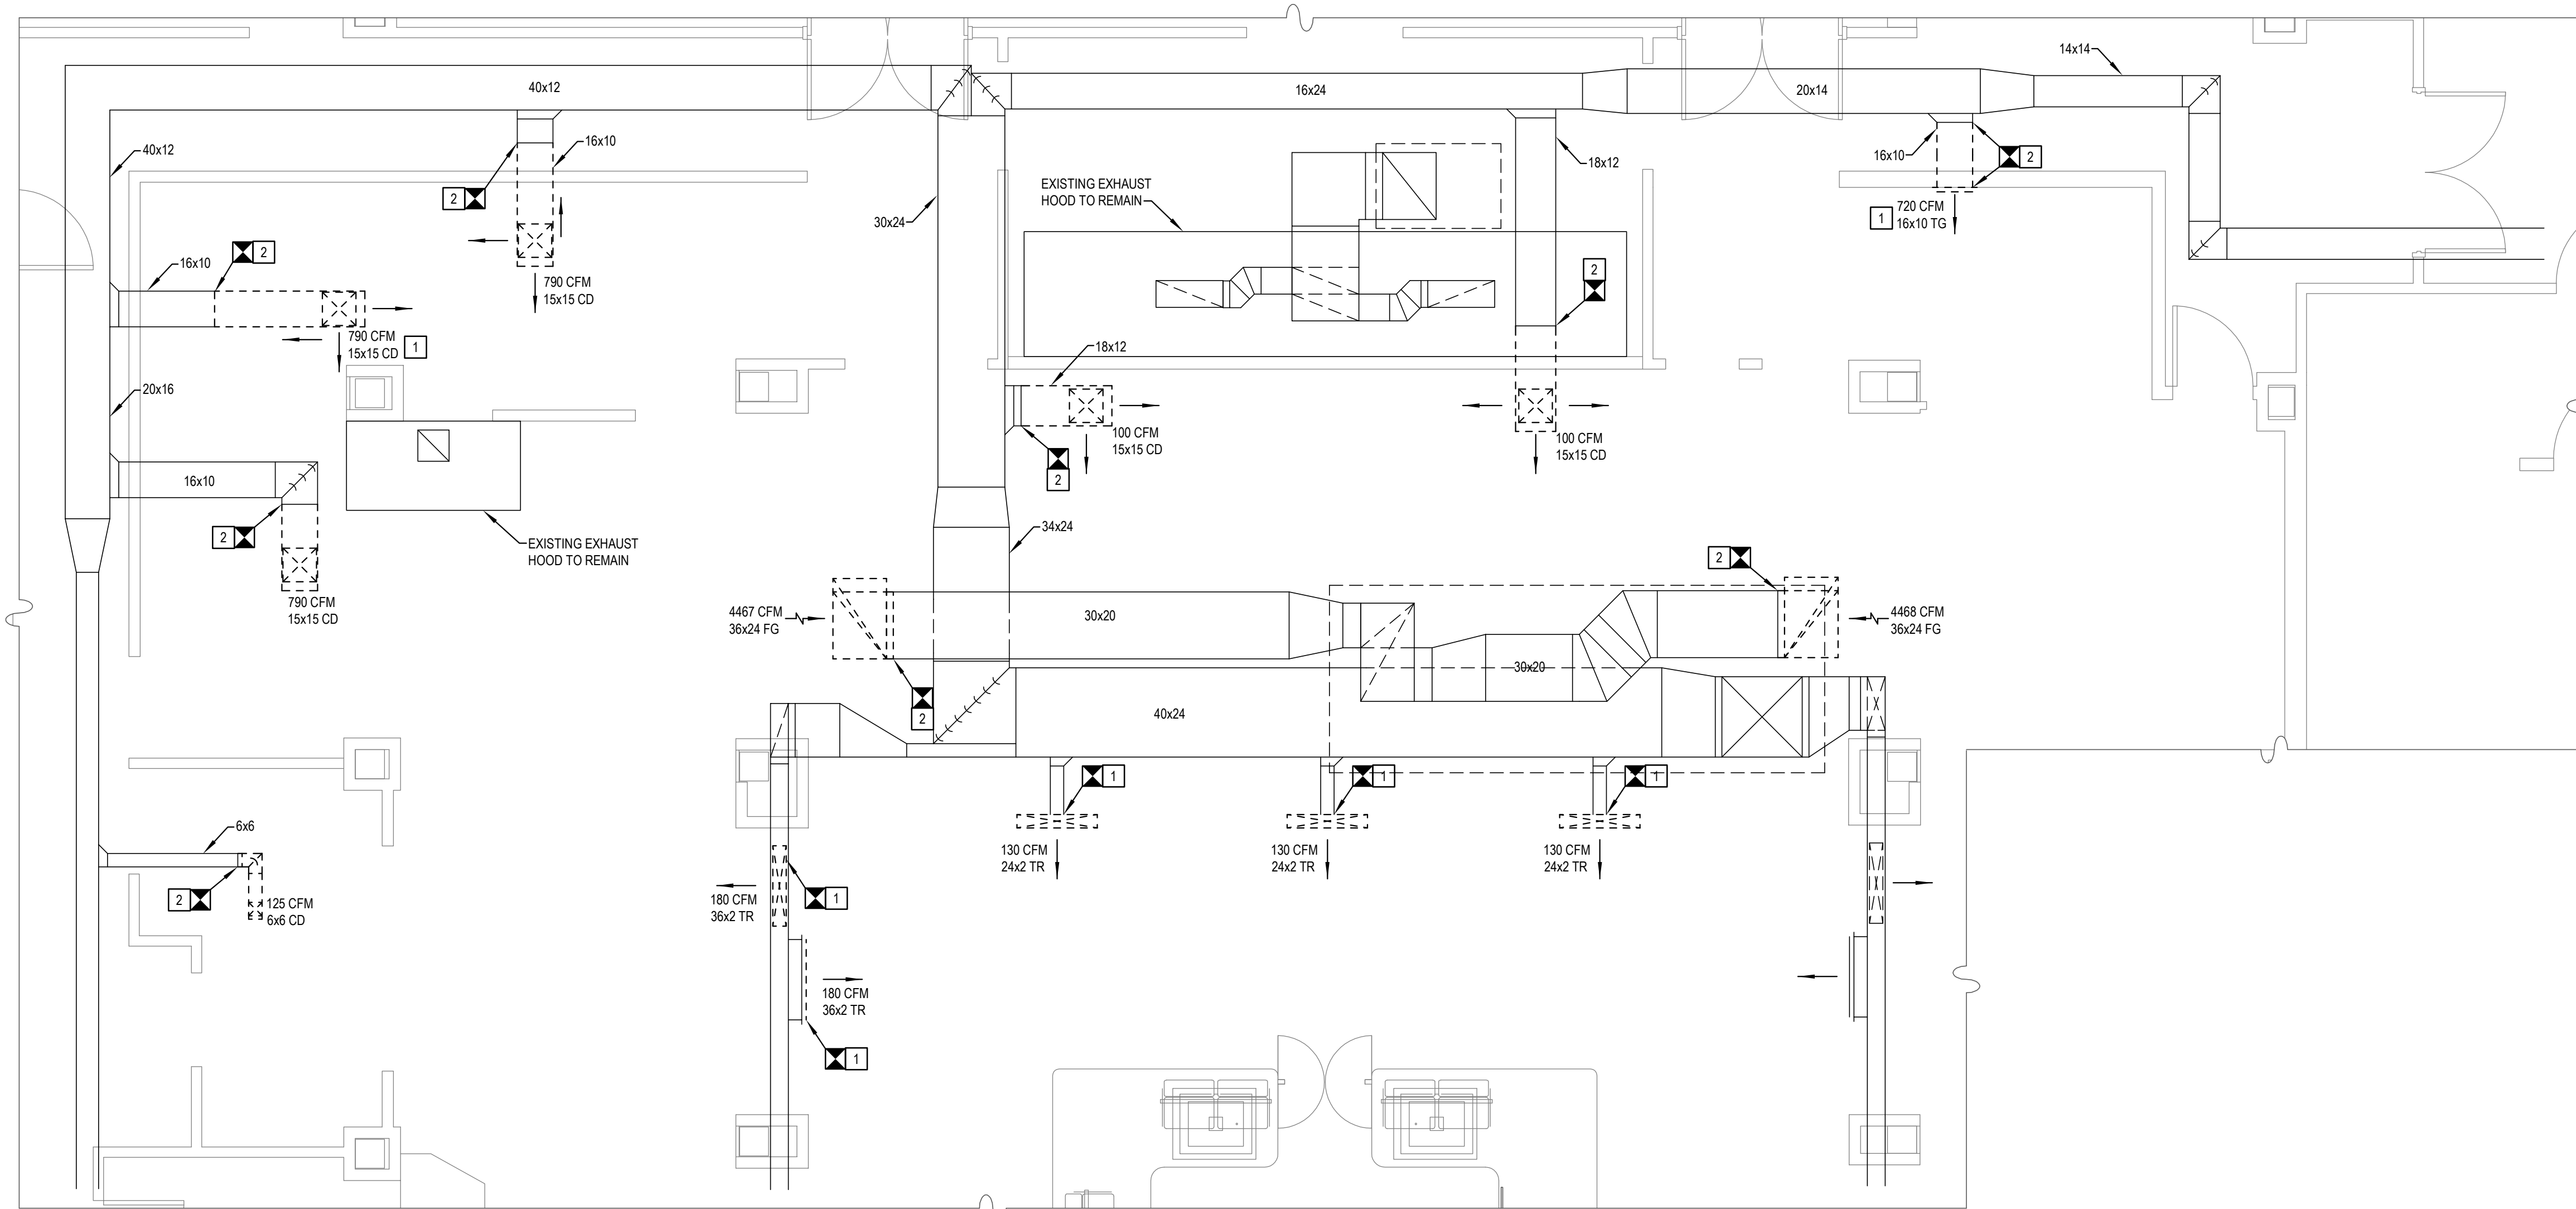 14x14
40x12
16x24
20x14
40x12
16x10
2
EXISTING EXHAUST
HOOD TO REMAIN
18x12
16x10
2
1
720 CFM
16x10 TG
30x24
2
16x10
790 CFM
15x15 CD
2
790 CFM
15x15 CD
1
18x12
20x16
100 CFM
15x15 CD
2
100 CFM
15x15 CD
16x10
2
EXISTING EXHAUST
HOOD TO REMAIN
34x24
2
790 CFM
15x15 CD
4467 CFM
36x24 FG
30x20
4468 CFM
36x24 FG
30x20
2
40x24
1
1
1
6x6
130 CFM
24x2 TR
130 CFM
24x2 TR
130 CFM
24x2 TR
2
125 CFM
6x6 CD
180 CFM
36x2 TR
1
180 CFM
36x2 TR
1